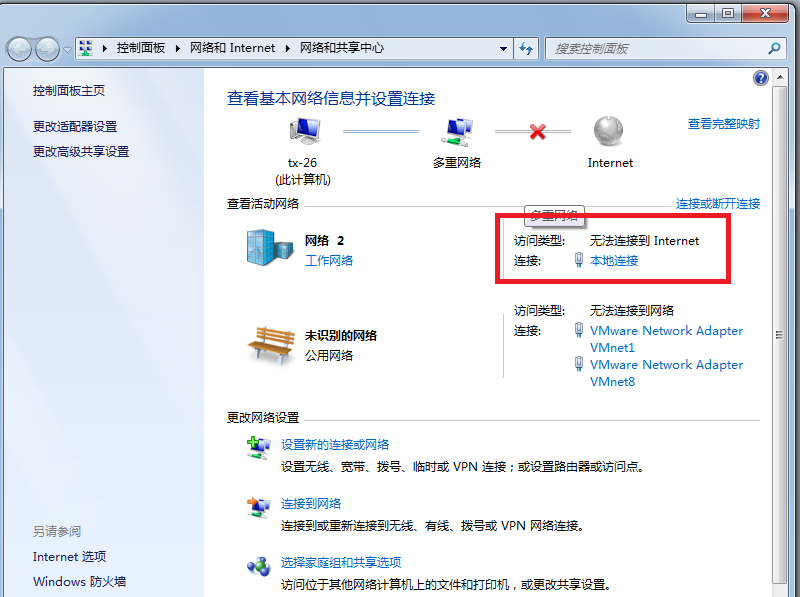 控制面板 ▸ 网络和 Internet ▸ 网络和共享中心
搜索控制面板
控制面板主页
更改适配器设置
更改高级共享设置
查看基本网络信息并设置连接
查看完整映射
tx-26
(此计算机)
多重网络
Internet
查看活动网络
连接或断开连接
多重网络
网络 2
工作网络
访问类型: 无法连接到 Internet
连接: 本地连接
未识别的网络
公用网络
访问类型: 无法连接到网络
连接: VMware Network Adapter
VMnet1
VMware Network Adapter
VMnet8
更改网络设置
设置新的连接或网络
设置无线、宽带、拨号、临时或 VPN 连接；或设置路由器或访问点。
连接到网络
连接到或重新连接到无线、有线、拨号或 VPN 网络连接。
选择家庭组和共享选项
访问位于其他网络计算机上的文件和打印机，或更改共享设置。
另请参阅
Internet 选项
Windows 防火墙